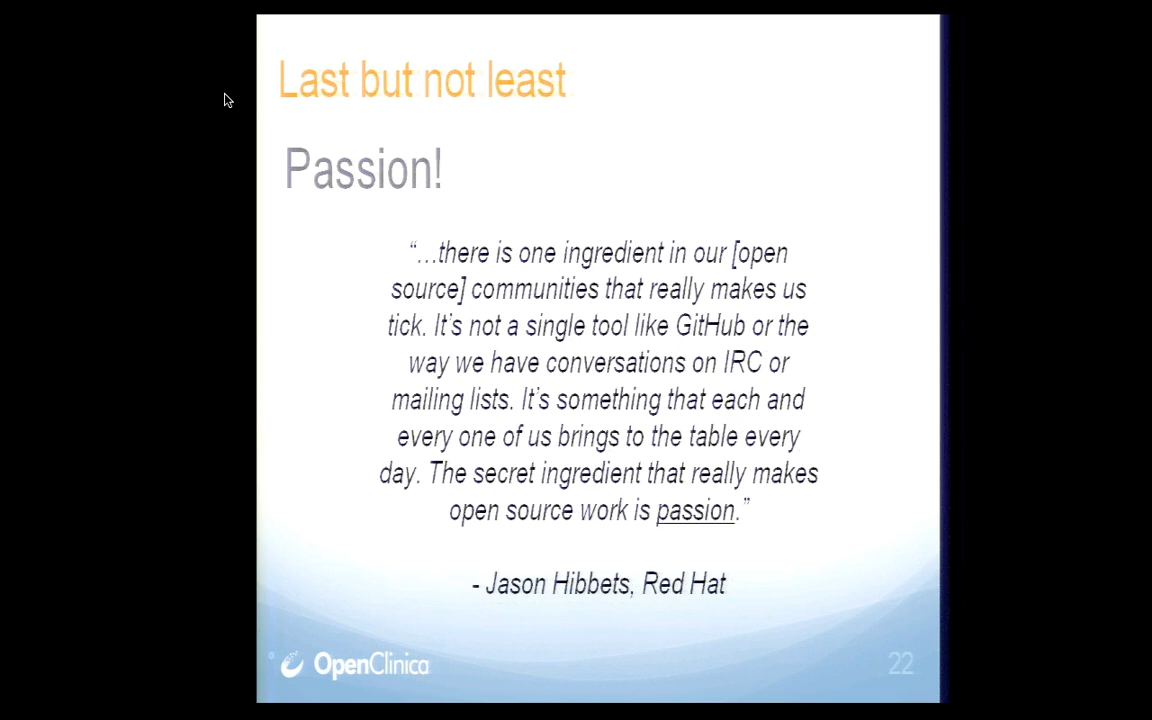 Last but not least
Passion!
“...there is one ingredient in our [open
source] communities that really makes us
tick. It's not a single tool like GitHub or the
way we have conversations on IRC or
mailing lists. It's something that each and
every one of us brings to the table every
day. The secret ingredient that really makes
open source work is passion.”
- Jason Hibbets, Red Hat
OpenClinica
22